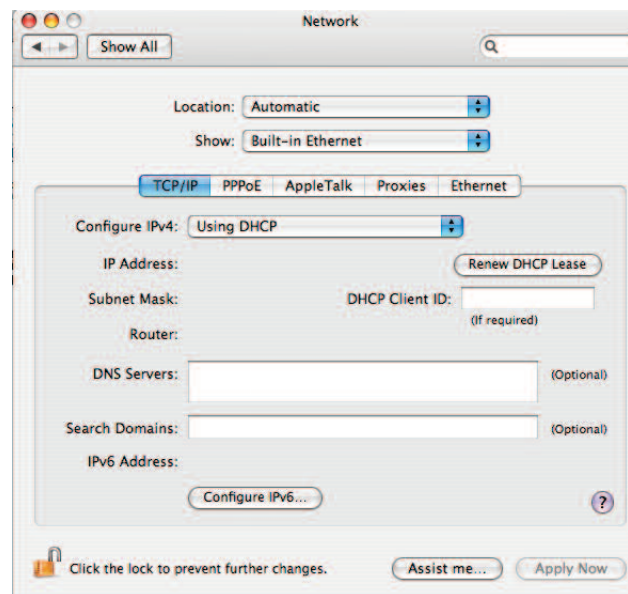 Network
Show All
Location: Automatic
Show: Built-in Ethernet
TCP/IP PPPoE AppleTalk Proxies Ethernet
Configure IPv4: Using DHCP
IP Address: Renew DHCP Lease
Subnet Mask: DHCP Client ID:
(If required)
Router:
DNS Servers: (Optional)
Search Domains: (Optional)
IPv6 Address:
Configure IPv6...
?
Click the lock to prevent further changes. Assist me... Apply Now